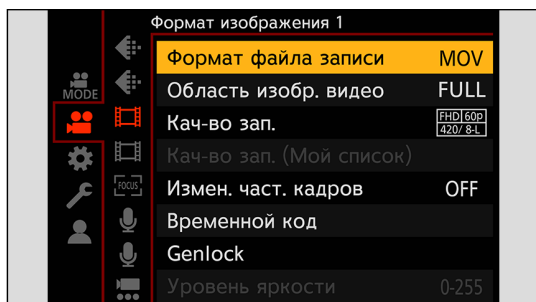 Формат изображения 1
Формат файла записи MOV
Область изобр. видео FULL
Кач-во зап. FHD 60p 420/8-L
Кач-во зап. (Мой список)
Измен. част. кадров OFF
Временной код
Genlock
Уровень яркости 0-255
MODE
FOCUS